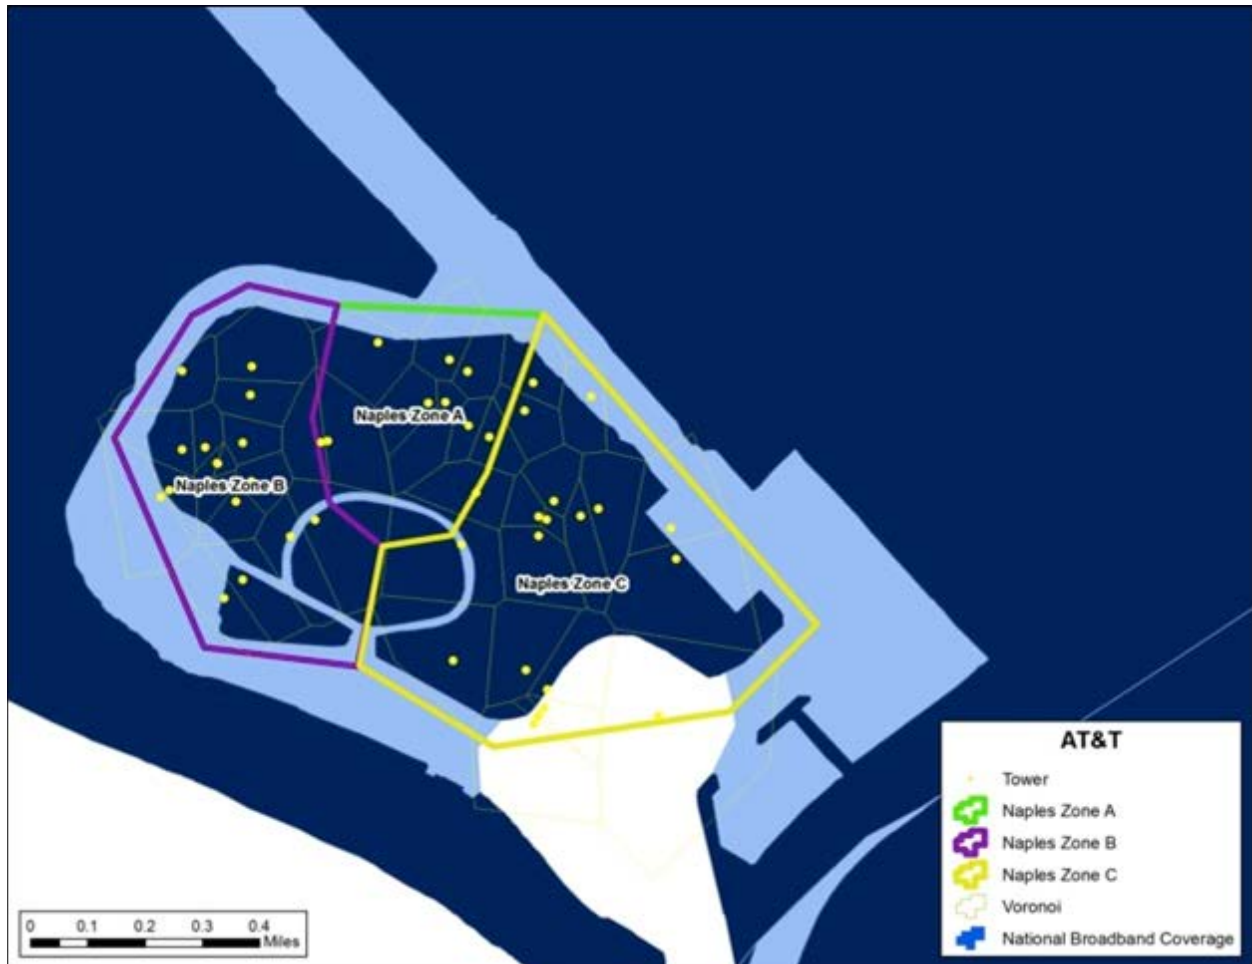 Naples Zone A
Naples Zone B
Naples Zone C
AT&T
Tower
Naples Zone A
Naples Zone B
Naples Zone C
Voronoi
National Broadband Coverage
0 0.1 0.2 0.3 0.4
Miles